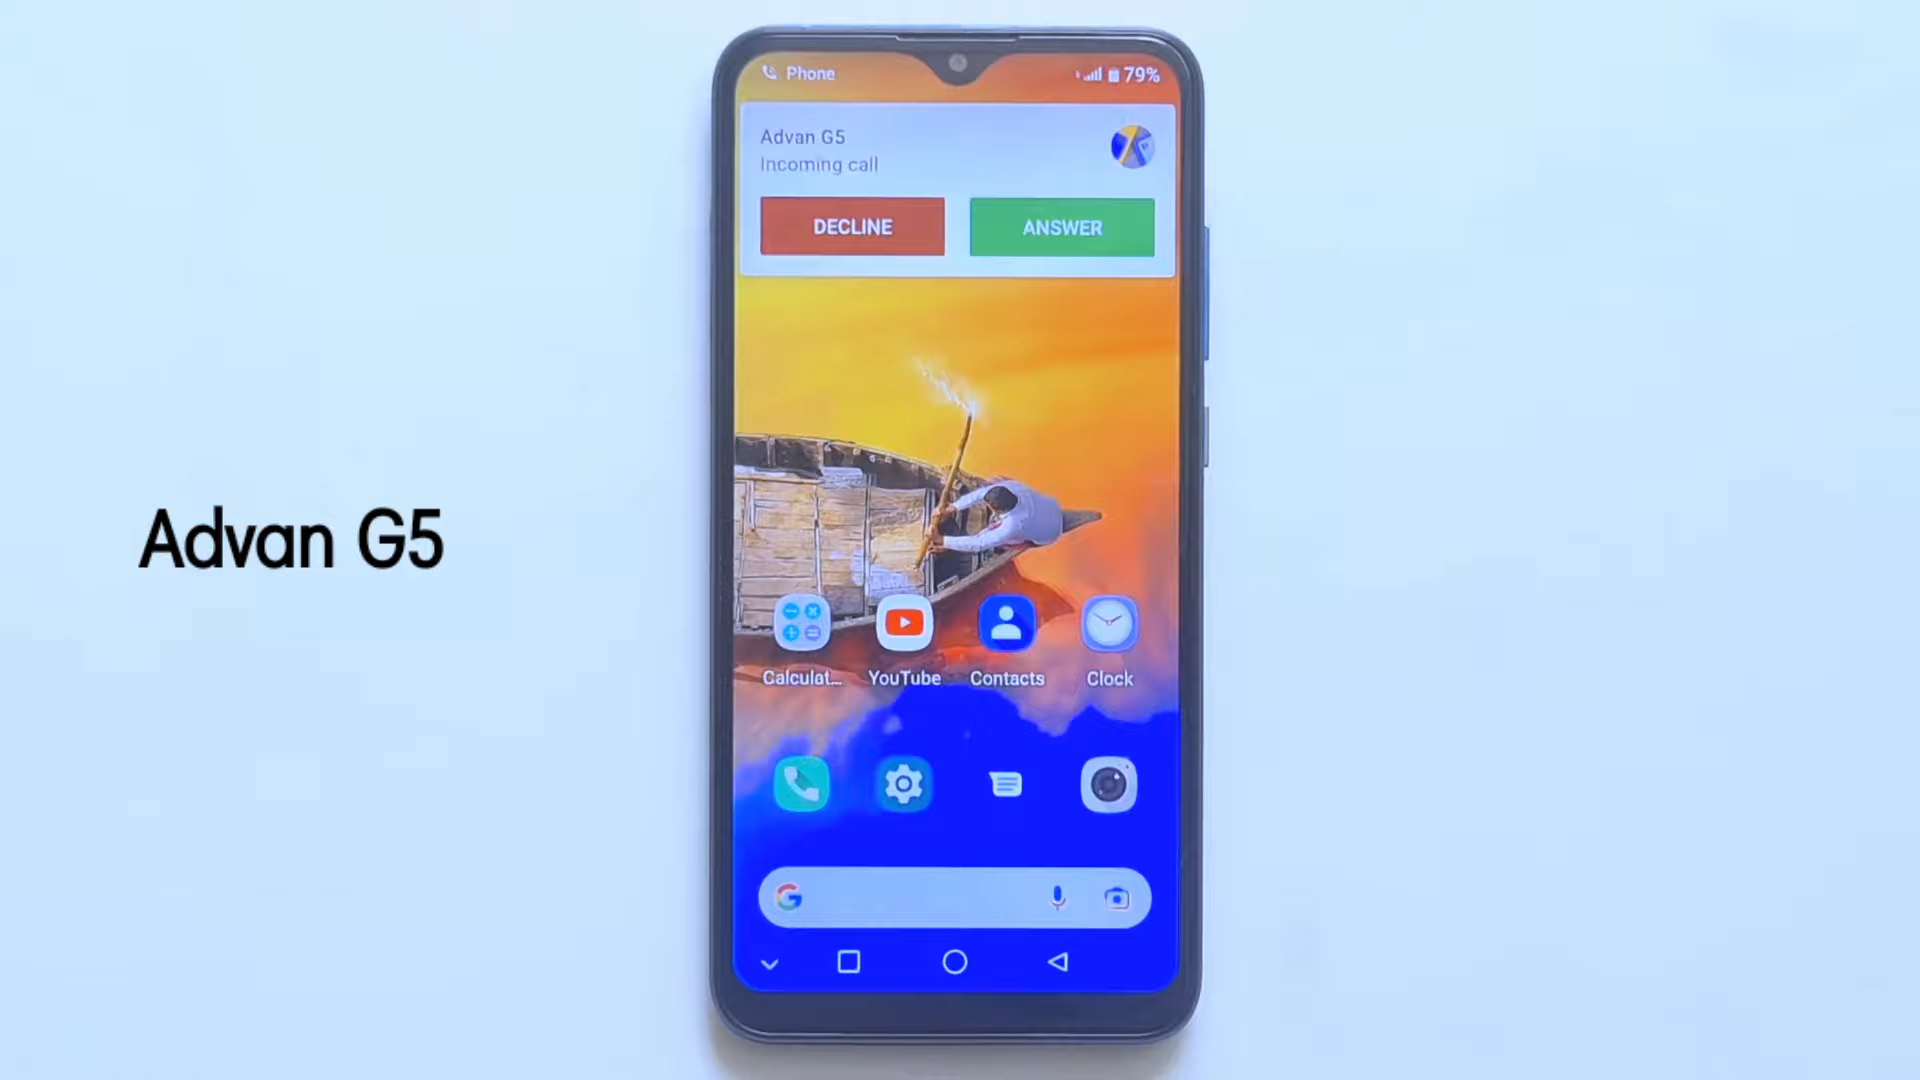 Phone
79%
Advan G5
Incoming call
DECLINE
ANSWER
Advan G5
Calculat...
YouTube
Contacts
Clock